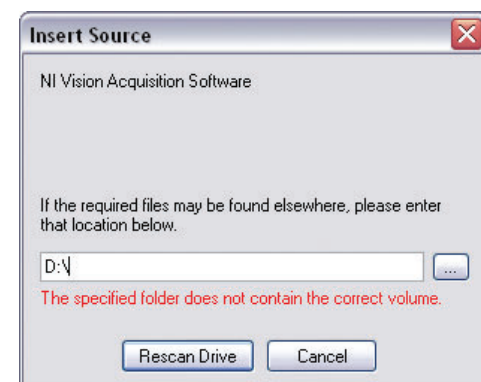 Insert Source
NI Vision Acquisition Software
If the required files may be found elsewhere, please enter
that location below.
D:\
...
The specified folder does not contain the correct volume.
Rescan Drive Cancel